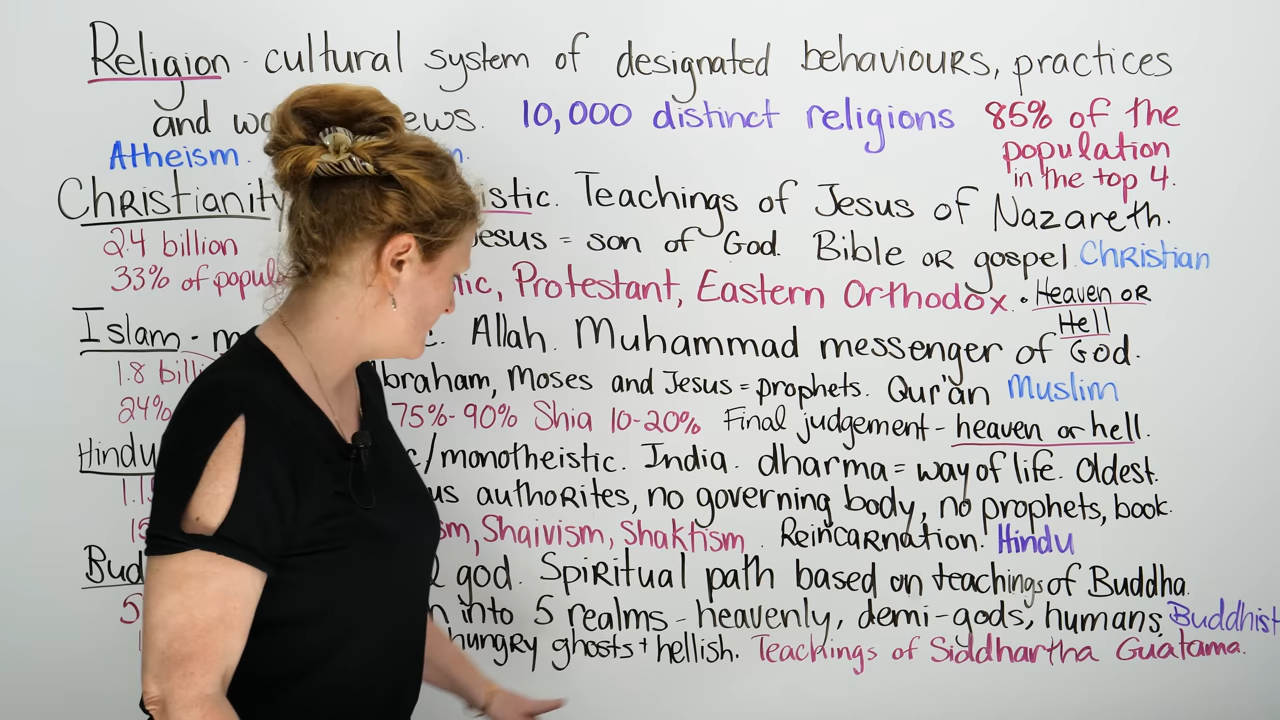 Religion - cultural system of designated behaviours, practices
and ews. 10,000 distinct religions 85% of the
population
in the top 4.
Atheism.
Christianity istic. Teachings of Jesus of Nazareth.
2.4 billion Jesus = son of God. Bible OR gospel. Christian
33% of popul lic, Protestant, Eastern Orthodox. • Heaven OR
Hell
Islam - m Allah. Muhammad messenger of God.
1.8 billi braham, Moses and Jesus = prophets. Qur'an Muslim
24% 75%-90% Shia 10-20% Final judgement - heaven or hell.
Hindu c/monotheistic. India. dharma = way of life. Oldest.
us authorites, no governing body, no prophets, book.
sm, Shaivism, Shaktism. Reincarnation. Hindu
Bud god. Spiritual path based on teachings of Buddha.
5 into 5 realms - heavenly, demi-gods, humans, Buddhist
hungry ghosts + hellish. Teachings of Siddhartha Guatama.